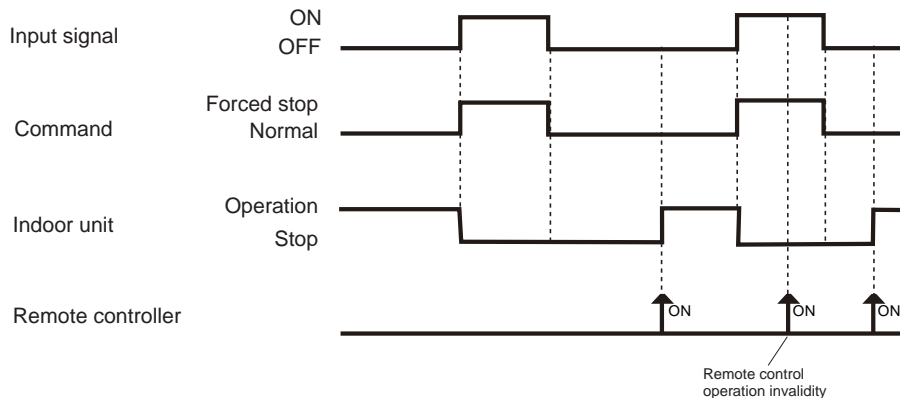 ON
Input signal
OFF
Forced stop
Command
Normal
Operation
Indoor unit
Stop
ON
ON
ON
Remote controller
Remote control
operation invalidity